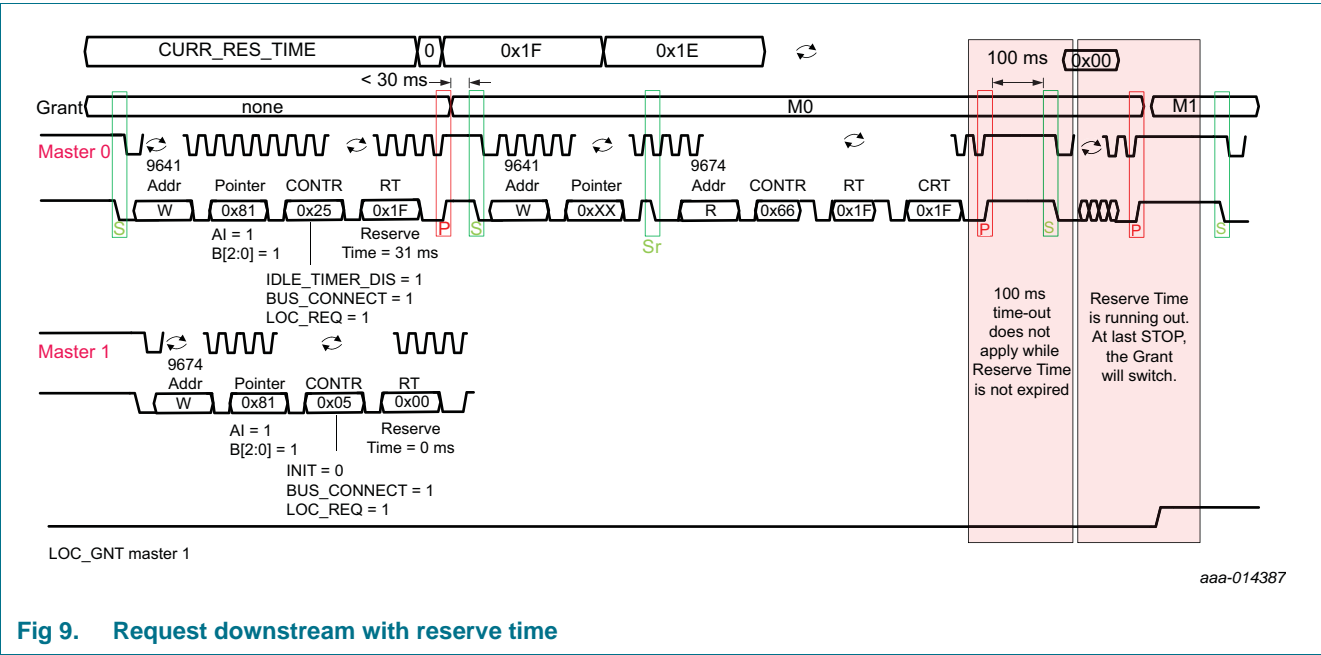 CURR_RES_TIME 0 0x1F 0x1E 100 ms 0x00
< 30 ms
Grant none M0 M1
Master 0
9641 9641 9674
Addr Pointer CONTR RT Addr Pointer Addr CONTR RT CRT
W 0x81 0x25 0x1F W 0xXX R 0x66 0x1F 0x1F
S P S Sr P S P S
AI = 1 Reserve
B[2:0] = 1 Time = 31 ms
IDLE_TIMER_DIS = 1
BUS_CONNECT = 1
LOC_REQ = 1
100 ms
time-out
does not
apply while
Reserve Time
is not expired
Reserve Time
is running out.
At last STOP,
the Grant
will switch.
Master 1
9674
Addr Pointer CONTR RT
W 0x81 0x05 0x00
AI = 1 Reserve
B[2:0] = 1 Time = 0 ms
INIT = 0
BUS_CONNECT = 1
LOC_REQ = 1
LOC_GNT master 1
aaa-014387
Fig 9. Request downstream with reserve time